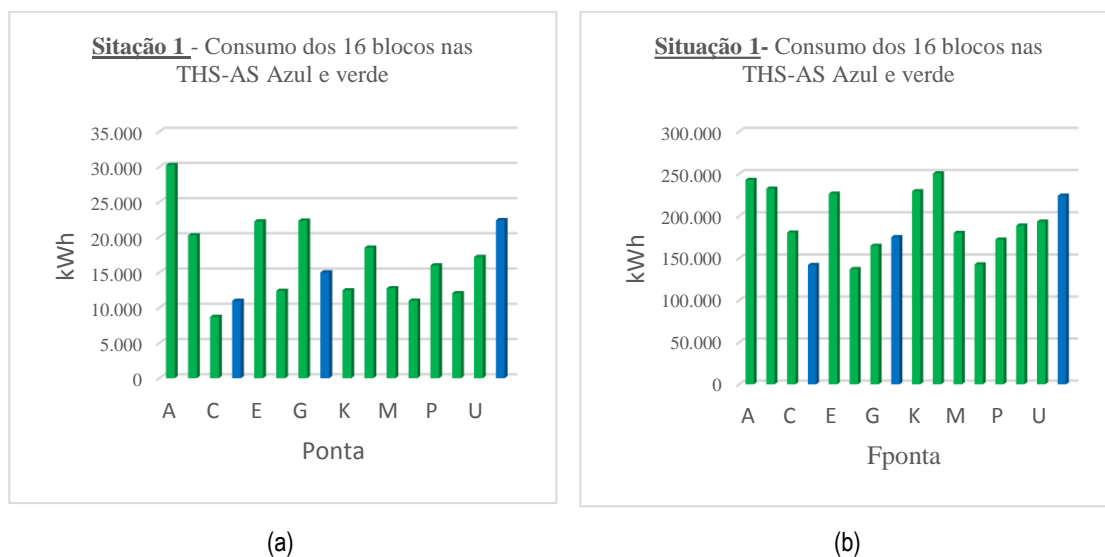 Sitação 1 - Consumo dos 16 blocos nas
THS-AS Azul e verde
35.000
30.000
25.000
20.000
15.000
10.000
5.000
0
kWh
A C E G K M P U
Ponta
(a)
Situação 1- Consumo dos 16 blocos nas
THS-AS Azul e verde
300.000
250.000
200.000
150.000
100.000
50.000
0
kWh
A C E G K M P U
Fponta
(b)